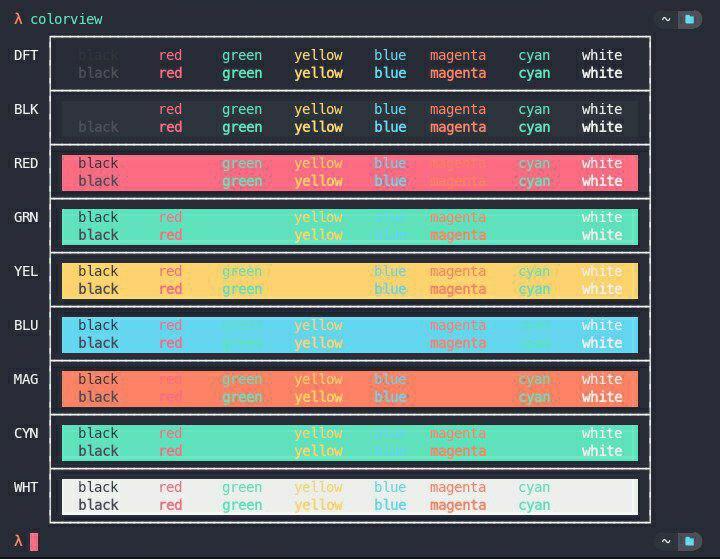 λ colorview ~
DFT black red green yellow blue magenta cyan white
black red green yellow blue magenta cyan white
BLK red green yellow blue magenta cyan white
black red green yellow blue magenta cyan white
RED black green yellow blue magenta cyan white
black green yellow blue magenta cyan white
GRN black red yellow blue magenta white
black red yellow blue magenta white
YEL black red green blue magenta cyan white
black red green blue magenta cyan white
BLU black red green yellow magenta cyan white
black red green yellow magenta cyan white
MAG black red green yellow blue cyan white
black red green yellow blue cyan white
CYN black red yellow blue magenta white
black red yellow blue magenta white
WHT black red green yellow blue magenta cyan
black red green yellow blue magenta cyan
λ ~